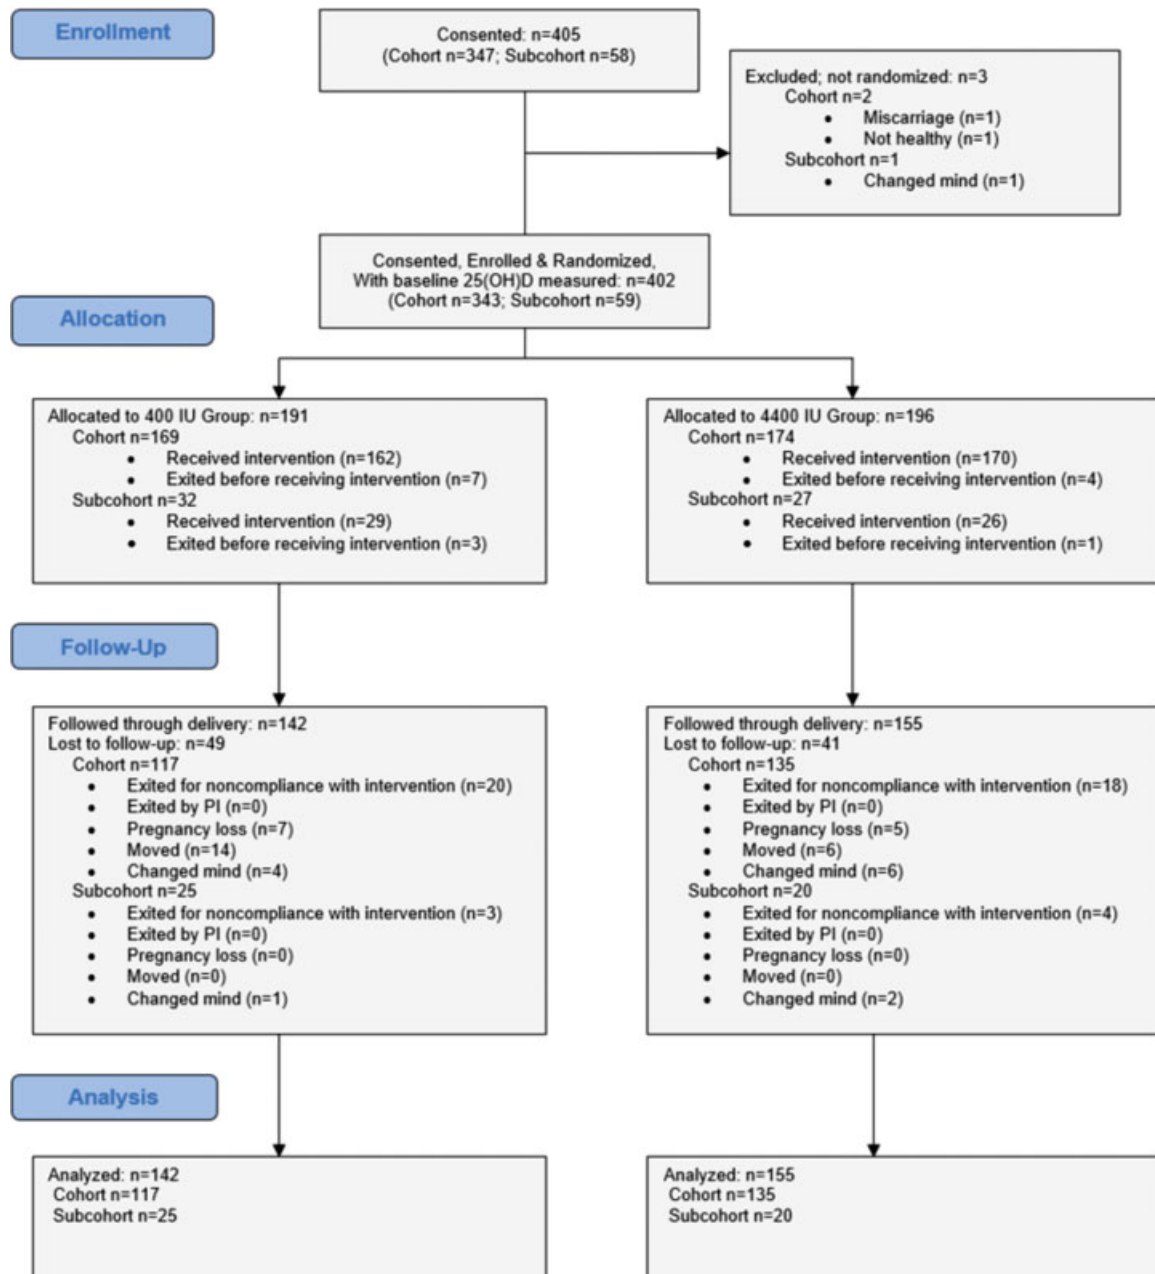 Enrollment
Consented: n=405
(Cohort n=347; Subcohort n=58)
Excluded; not randomized: n=3
Cohort n=2
• Miscarriage (n=1)
• Not healthy (n=1)
Subcohort n=1
• Changed mind (n=1)
Consented, Enrolled & Randomized,
With baseline 25(OH)D measured: n=402
(Cohort n=343; Subcohort n=59)
Allocation
Allocated to 400 IU Group: n=191
Cohort n=169
• Received intervention (n=162)
• Exited before receiving intervention (n=7)
Subcohort n=32
• Received intervention (n=29)
• Exited before receiving intervention (n=3)
Allocated to 4400 IU Group: n=196
Cohort n=174
• Received intervention (n=170)
• Exited before receiving intervention (n=4)
Subcohort n=27
• Received intervention (n=26)
• Exited before receiving intervention (n=1)
Follow-Up
Followed through delivery: n=142
Lost to follow-up: n=49
Cohort n=117
• Exited for noncompliance with intervention (n=20)
• Exited by PI (n=0)
• Pregnancy loss (n=7)
• Moved (n=14)
• Changed mind (n=4)
Subcohort n=25
• Exited for noncompliance with intervention (n=3)
• Exited by PI (n=0)
• Pregnancy loss (n=0)
• Moved (n=0)
• Changed mind (n=1)
Followed through delivery: n=155
Lost to follow-up: n=41
Cohort n=135
• Exited for noncompliance with intervention (n=18)
• Exited by PI (n=0)
• Pregnancy loss (n=5)
• Moved (n=6)
• Changed mind (n=6)
Subcohort n=20
• Exited for noncompliance with intervention (n=4)
• Exited by PI (n=0)
• Pregnancy loss (n=0)
• Moved (n=0)
• Changed mind (n=2)
Analysis
Analyzed: n=142
Cohort n=117
Subcohort n=25
Analyzed: n=155
Cohort n=135
Subcohort n=20